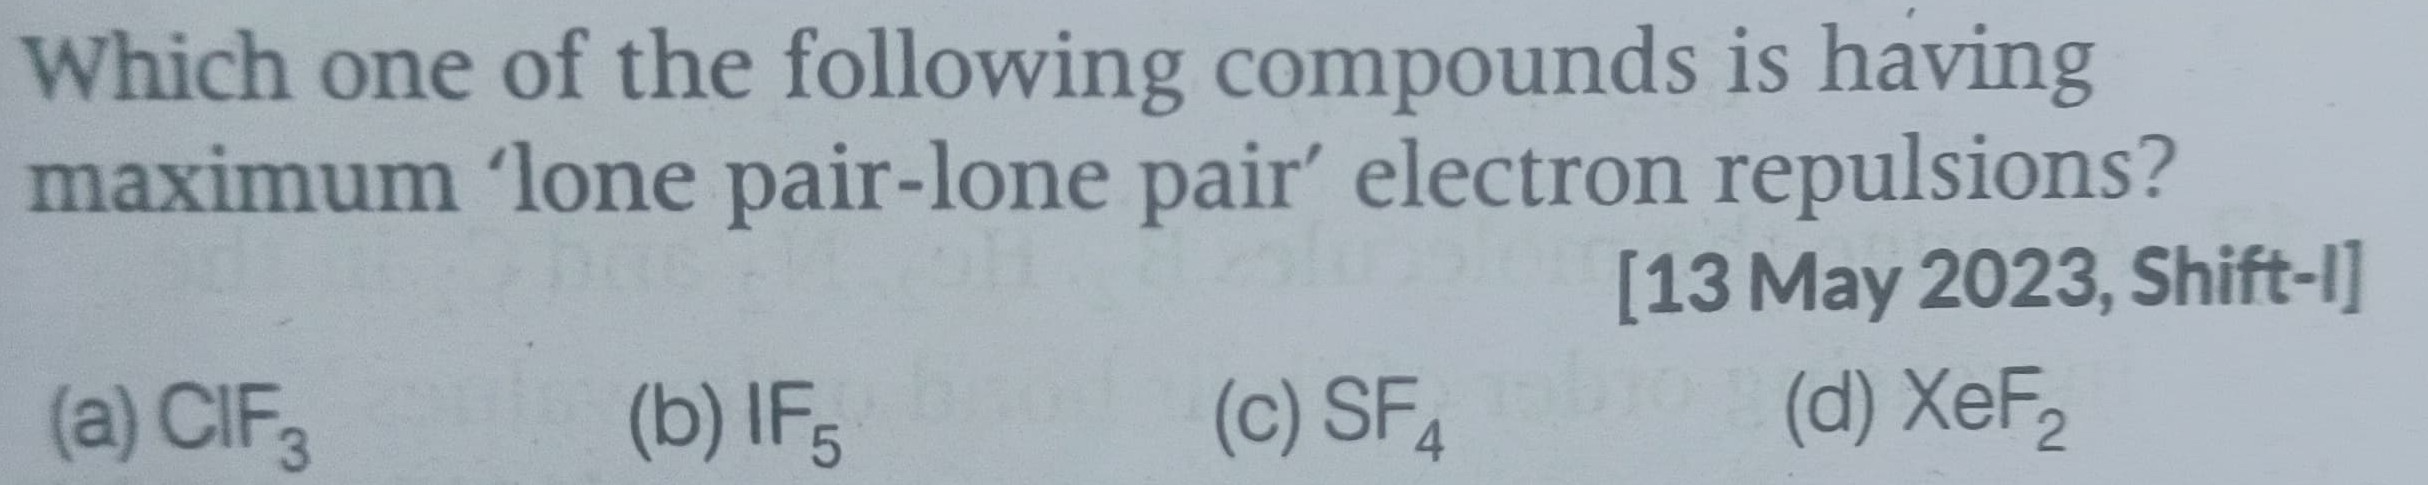 Which one of the following compounds is having
maximum ‘lone pair-lone pair’ electron repulsions?
[13 May 2023, Shift-I]
(a) ClF₃ (b) IF₅ (c) SF₄ (d) XeF₂